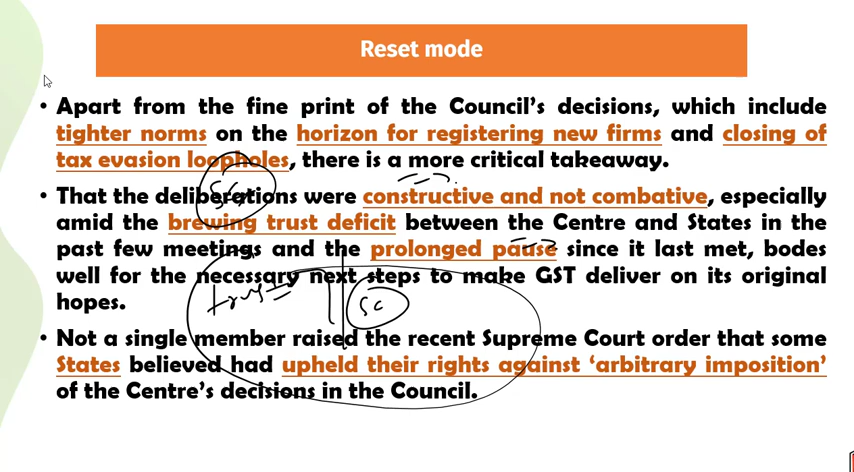 Reset mode
• Apart from the fine print of the Council's decisions, which include
tighter norms on the horizon for registering new firms and closing of
tax evasion loopholes, there is a more critical takeaway.
• That the deliberations were constructive and not combative, especially
amid the brewing trust deficit between the Centre and States in the
past few meetings and the prolonged pause since it last met, bodes
well for the necessary next steps to make GST deliver on its original
hopes.
• Not a single member raised the recent Supreme Court order that some
States believed had upheld their rights against 'arbitrary imposition'
of the Centre's decisions in the Council.
trust
sc